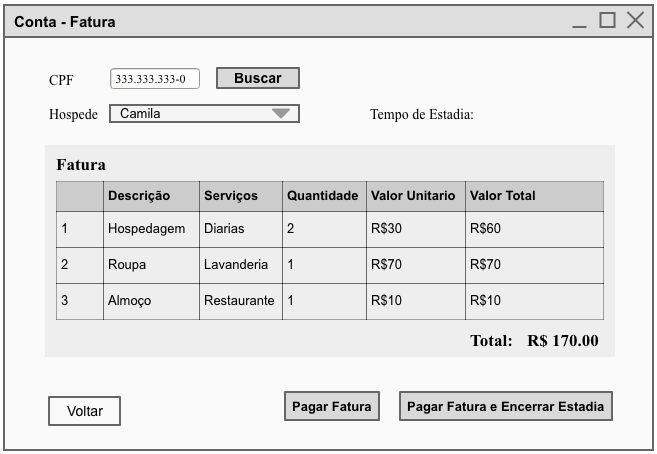 Conta - Fatura
CPF 333.333.333-0 Buscar
Hospede Camila Tempo de Estadia:
Fatura
Descrição Serviços Quantidade Valor Unitario Valor Total
1 Hospedagem Diarias 2 R$30 R$60
2 Roupa Lavanderia 1 R$70 R$70
3 Almoço Restaurante 1 R$10 R$10
Total: R$ 170.00
Voltar Pagar Fatura Pagar Fatura e Encerrar Estadia